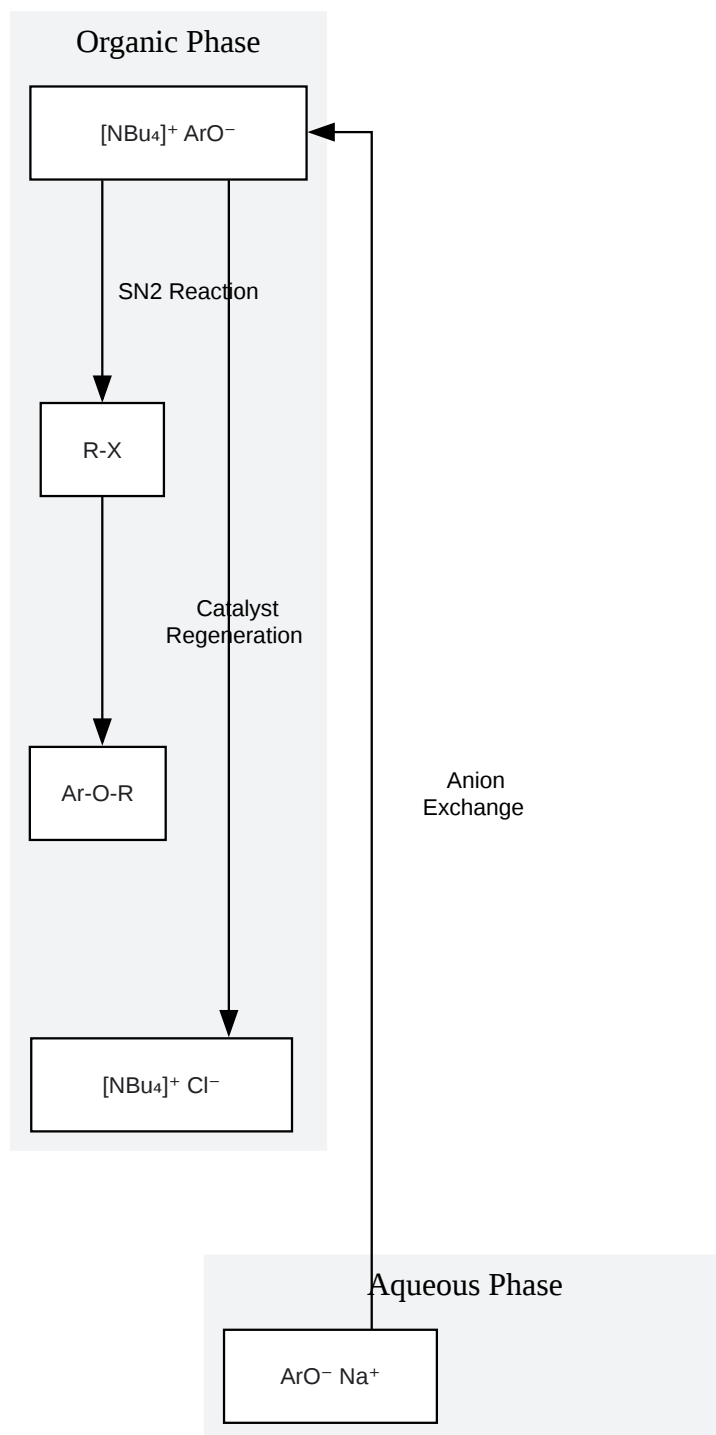 Organic Phase
[NBu₄]⁺ ArO⁻
SN2 Reaction
R-X
Catalyst
Regeneration
Anion
Exchange
Ar-O-R
[NBu₄]⁺ Cl⁻
Aqueous Phase
ArO⁻ Na⁺